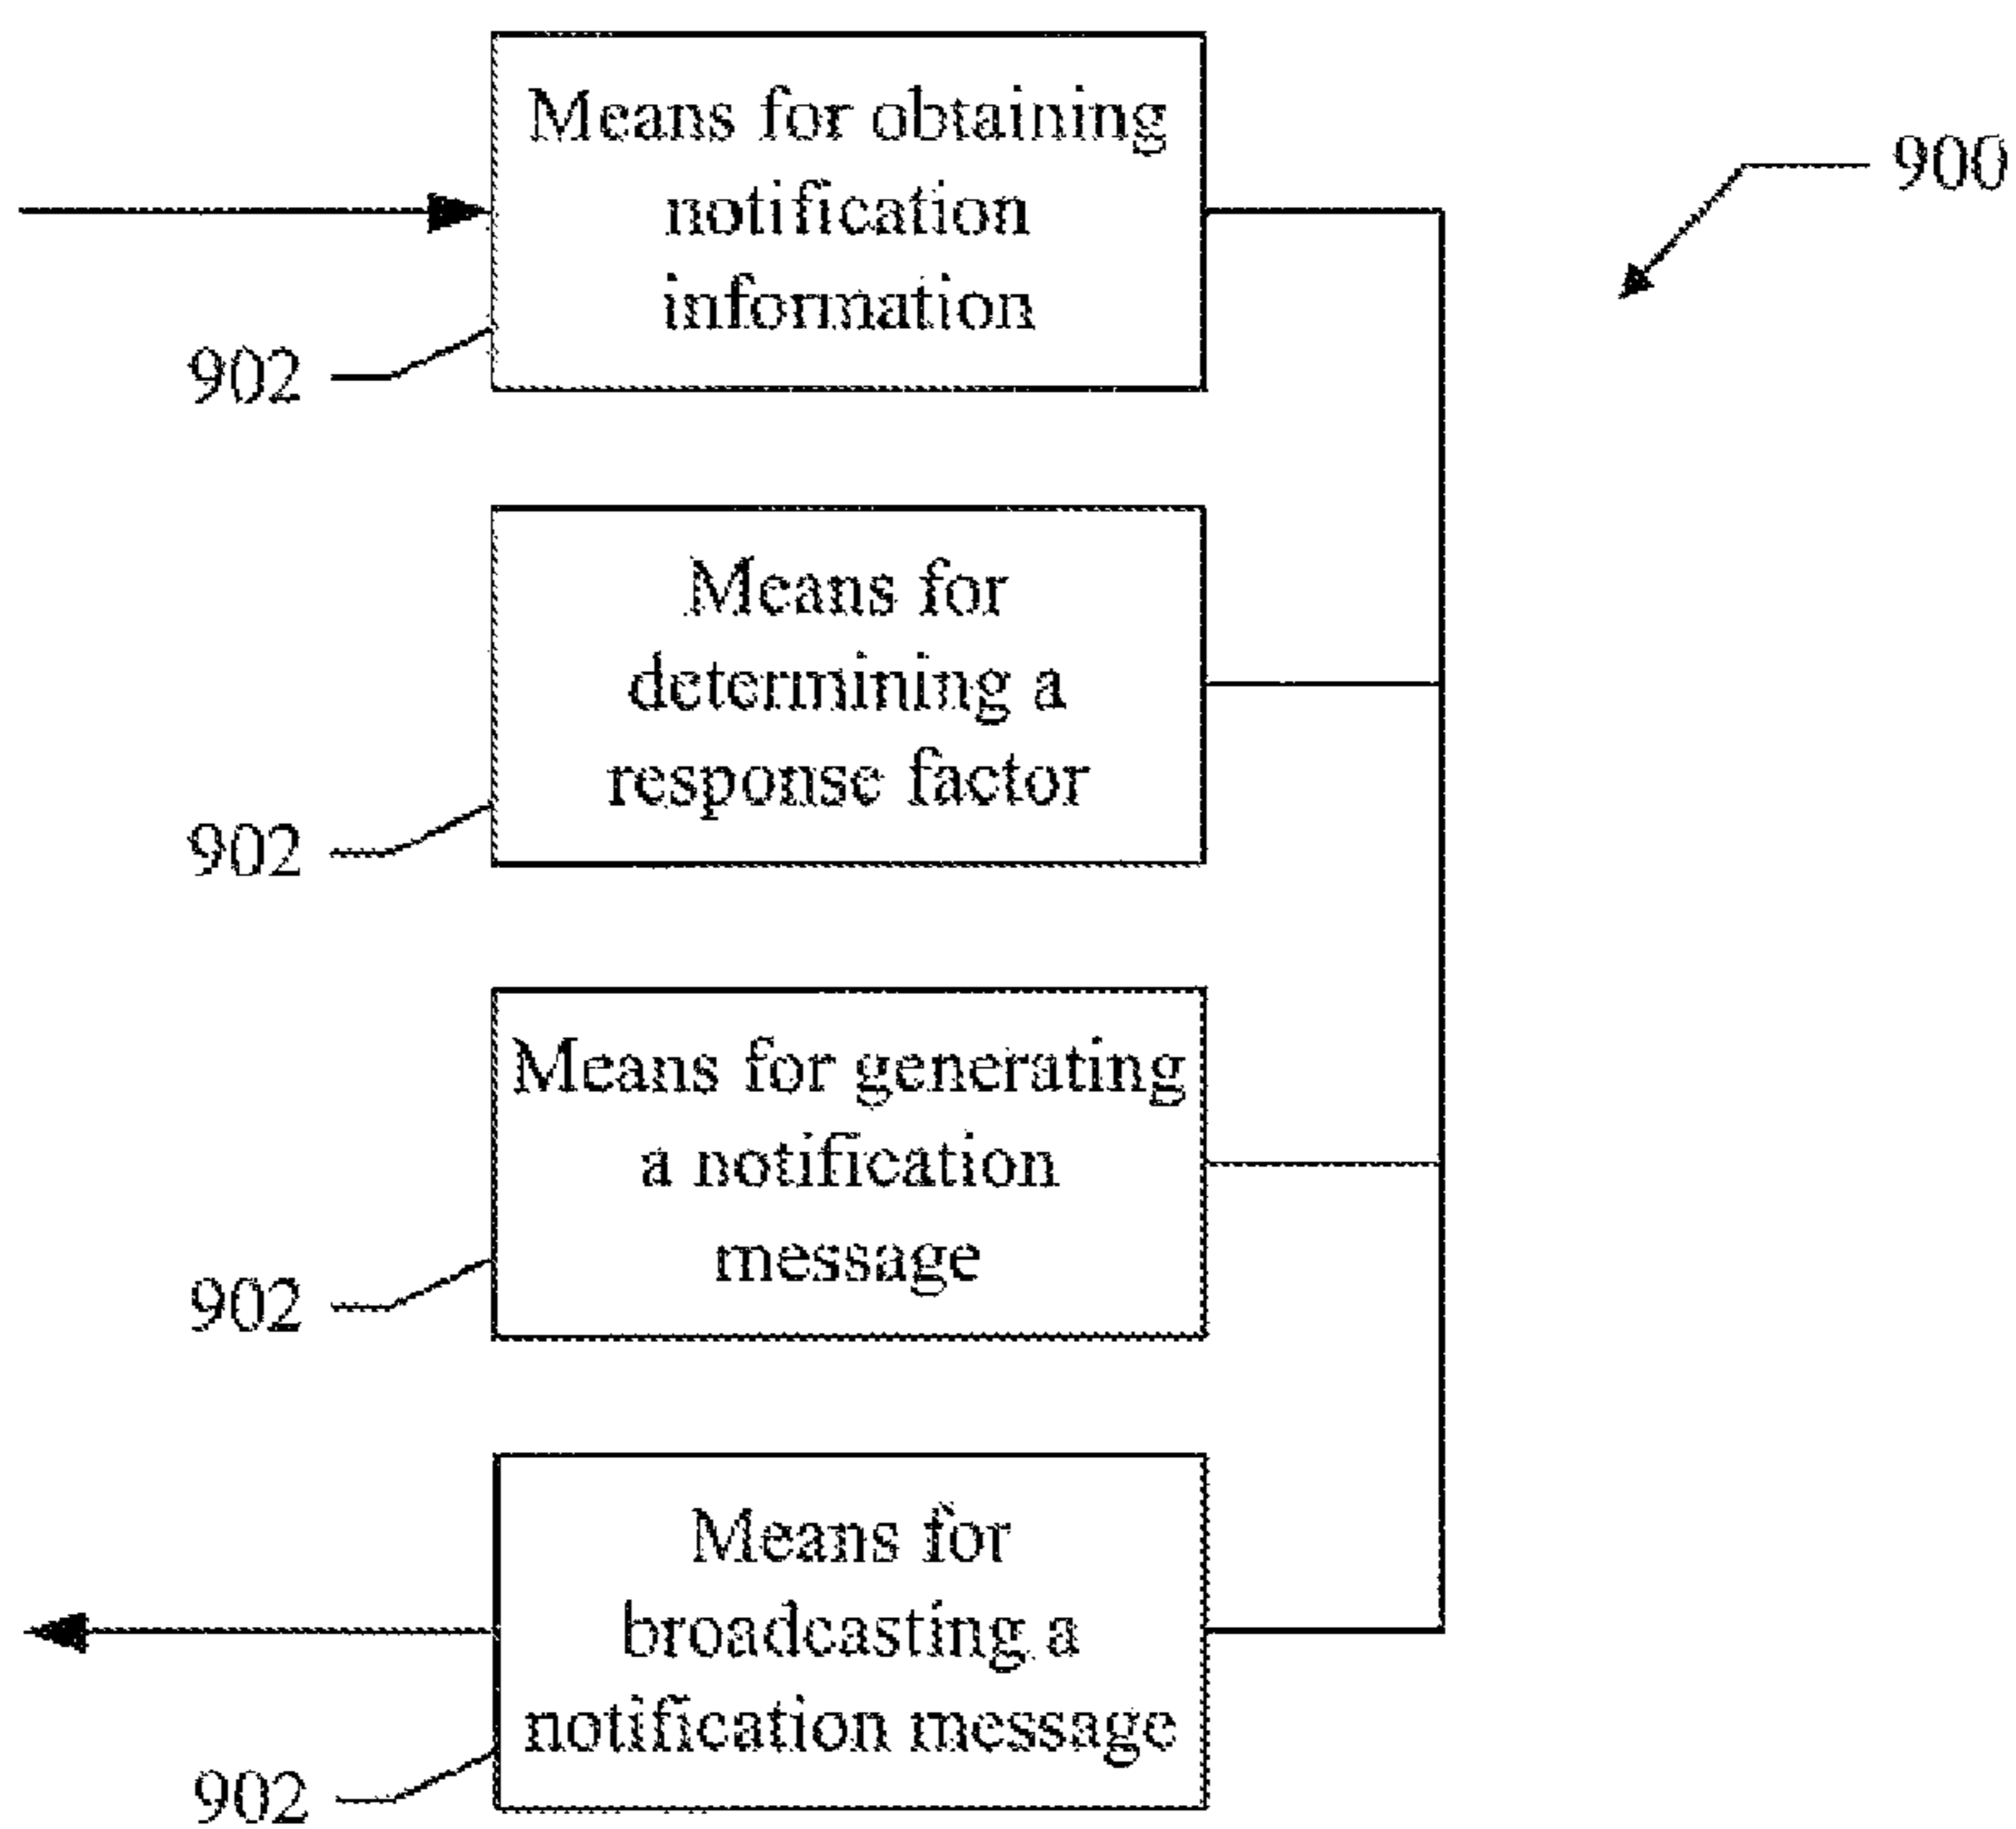 Means for obtaining
notification
information
900
902
Means for
determining a
response factor
902
Means for generating
a notification
message
902
Means for
broadcasting a
notification message
902